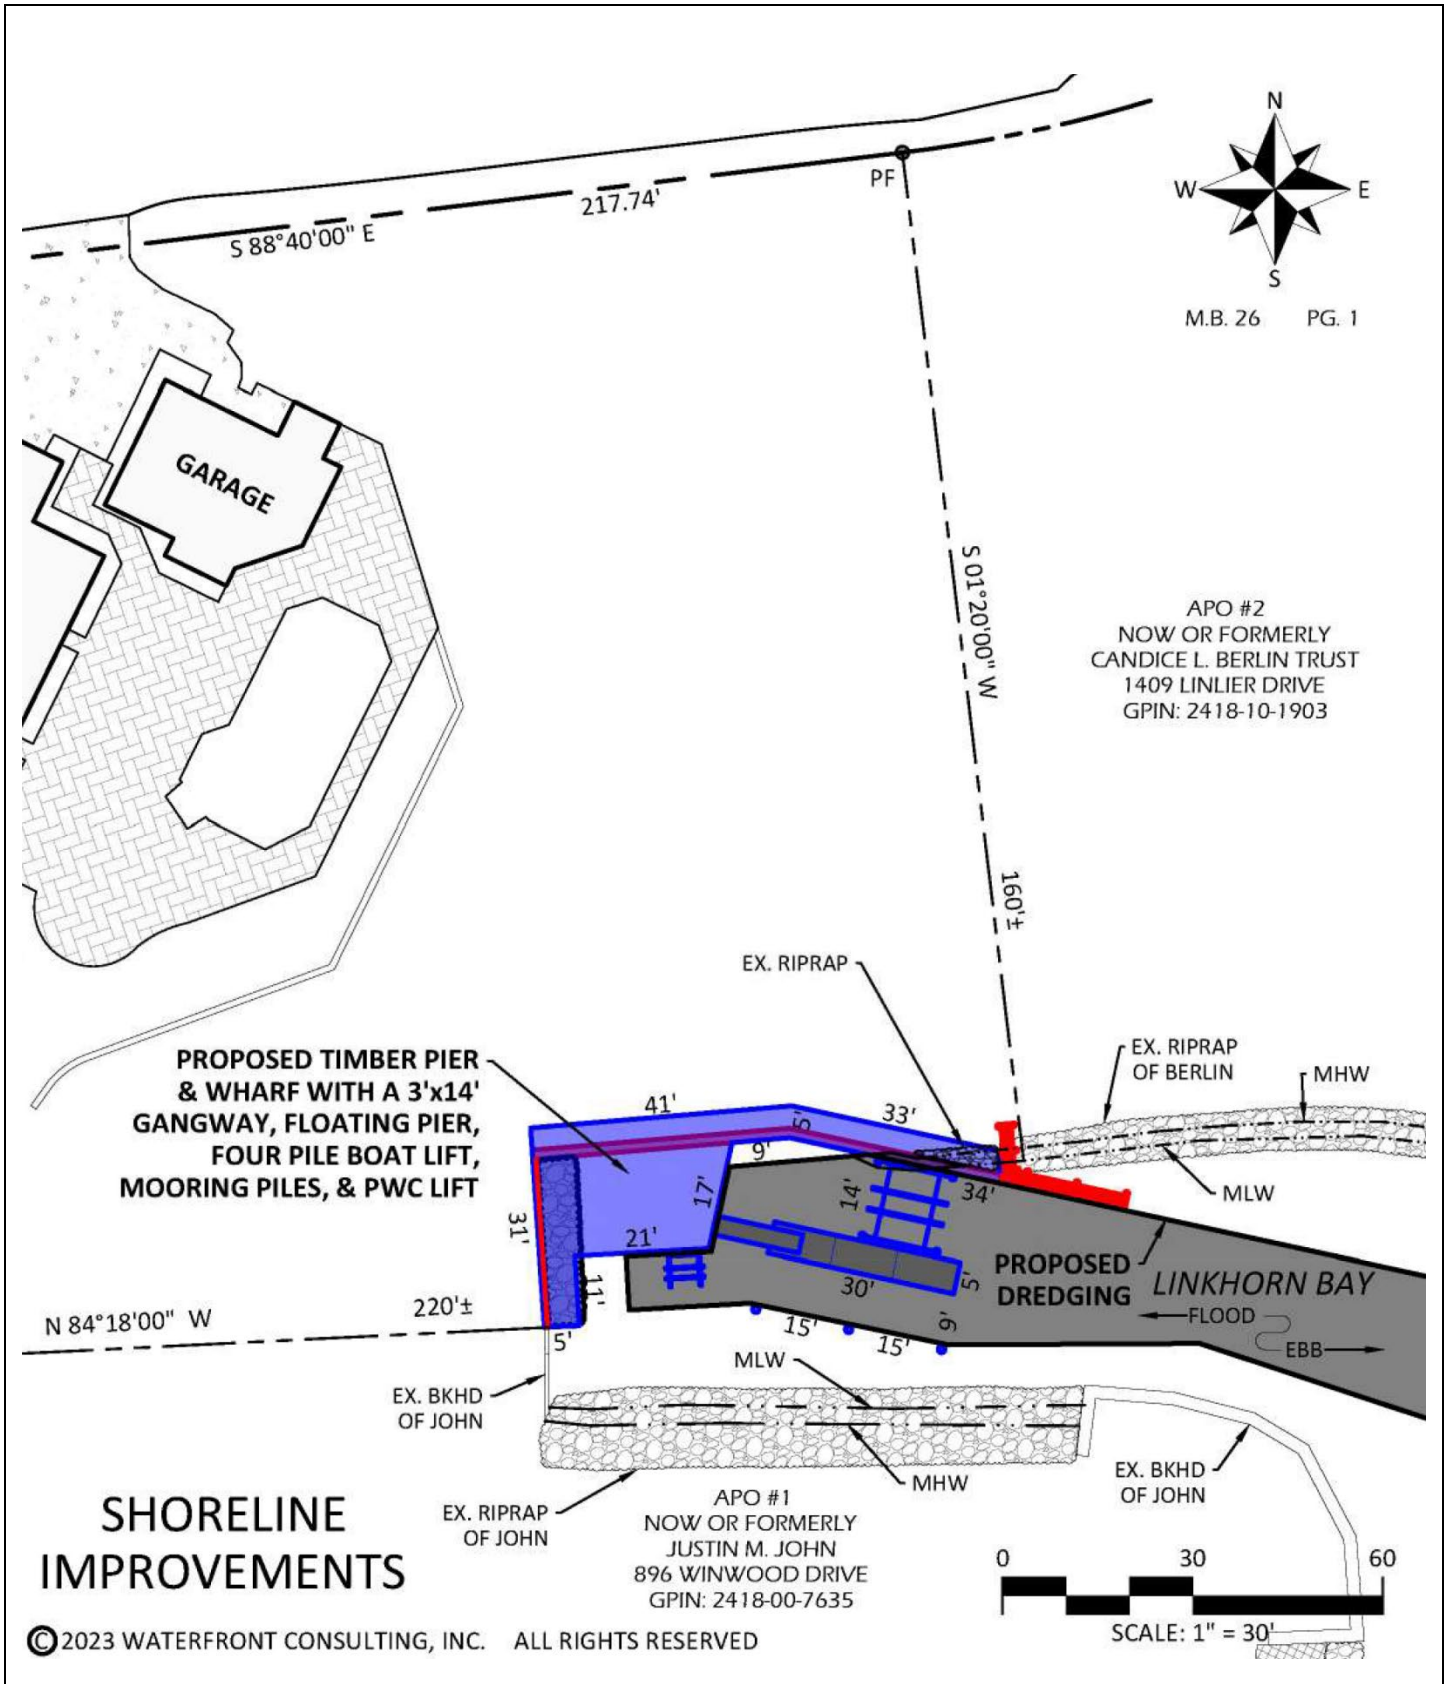 N
W
E
S
M.B. 26 PG. 1
PF
217.74'
S 88°40'00" E
GARAGE
S 01°20'00" W
160'±
APO #2
NOW OR FORMERLY
CANDICE L. BERLIN TRUST
1409 LINLIER DRIVE
GPIN: 2418-10-1903
EX. RIPRAP
EX. RIPRAP
OF BERLIN
MHW
MLW
PROPOSED TIMBER PIER
& WHARF WITH A 3'x14'
GANGWAY, FLOATING PIER,
FOUR PILE BOAT LIFT,
MOORING PILES, & PWC LIFT
41'
33'
5'
9'
17'
14'
34'
31'
21'
11'
30'
5'
5'
15'
15'
9'
PROPOSED
DREDGING
LINKHORN BAY
FLOOD
EBB
N 84°18'00" W
220'±
EX. BKHD
OF JOHN
MLW
MHW
EX. RIPRAP
OF JOHN
EX. BKHD
OF JOHN
APO #1
NOW OR FORMERLY
JUSTIN M. JOHN
896 WINWOOD DRIVE
GPIN: 2418-00-7635
SHORELINE
IMPROVEMENTS
0 30 60
SCALE: 1" = 30'
© 2023 WATERFRONT CONSULTING, INC. ALL RIGHTS RESERVED